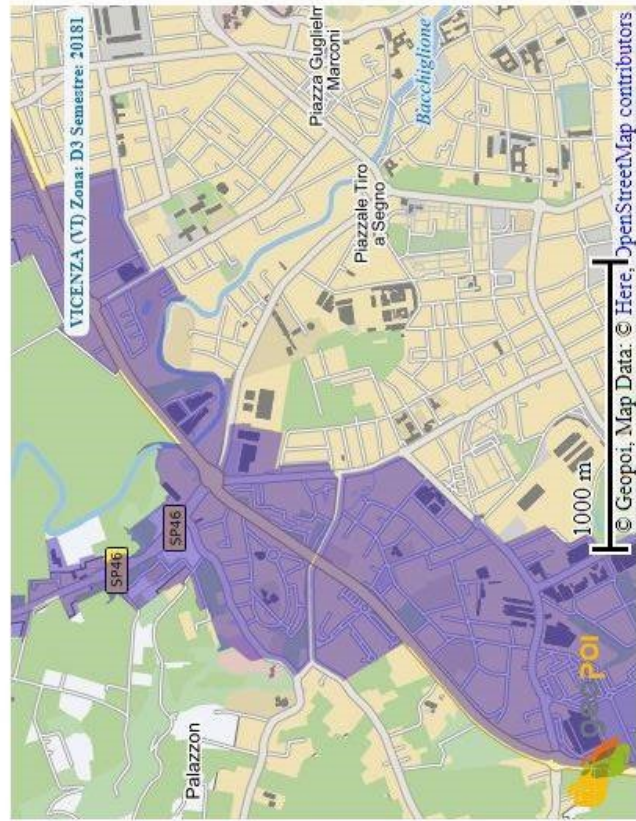 VICENZA (VI) Zona: D3 Semestre: 20181
Piazza Guglielm
Marconi
Bacchiglione
Piazzale Tiro
a Segno
SP46
SP46
Palazzon
1000 m
geoPOI
© Geopoi, Map Data: © Here, OpenStreetMap contributors